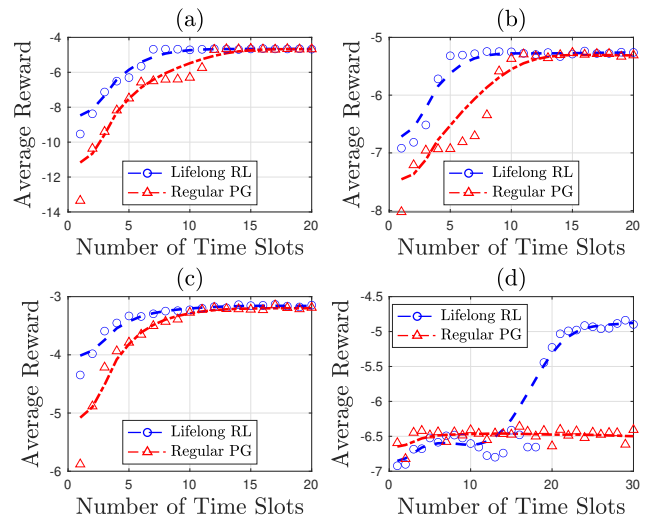 (a)
-4
-6
-8
-10
-12
-14
0
5
10
15
20
Average Reward
Number of Time Slots
Lifelong RL
Regular PG
(b)
-5
-6
-7
-8
0
5
10
15
20
Average Reward
Number of Time Slots
Lifelong RL
Regular PG
(c)
-3
-4
-5
-6
0
5
10
15
20
Average Reward
Number of Time Slots
Lifelong RL
Regular PG
(d)
-4.5
-5
-5.5
-6
-6.5
-7
0
10
20
30
Average Reward
Number of Time Slots
Lifelong RL
Regular PG